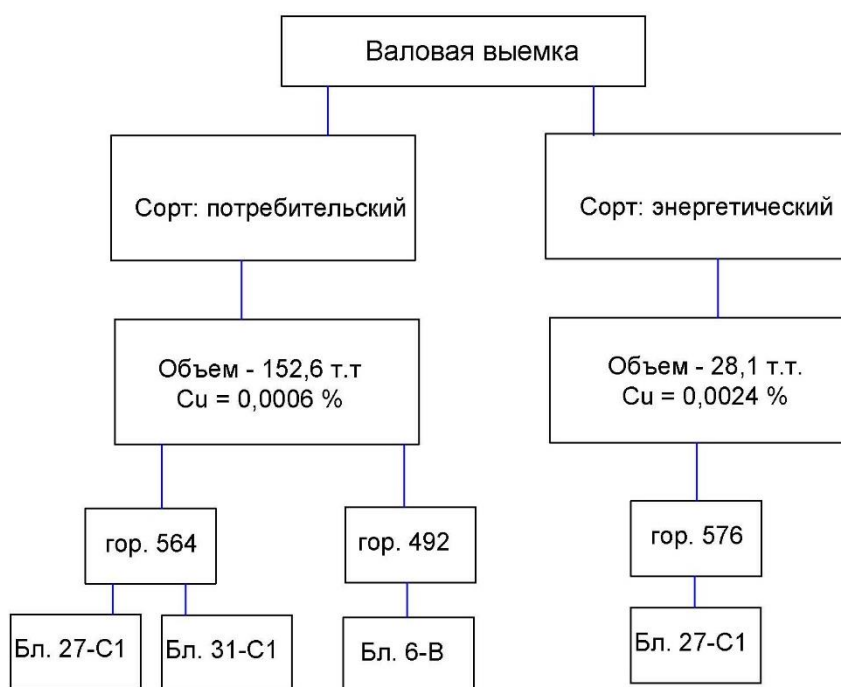 Валовая выемка
Сорт: потребительский
Сорт: энергетический
Объем - 152,6 т.т
Cu = 0,0006 %
Объем - 28,1 т.т.
Cu = 0,0024 %
гор. 564
гор. 492
гор. 576
Бл. 27-С1
Бл. 31-С1
Бл. 6-В
Бл. 27-С1